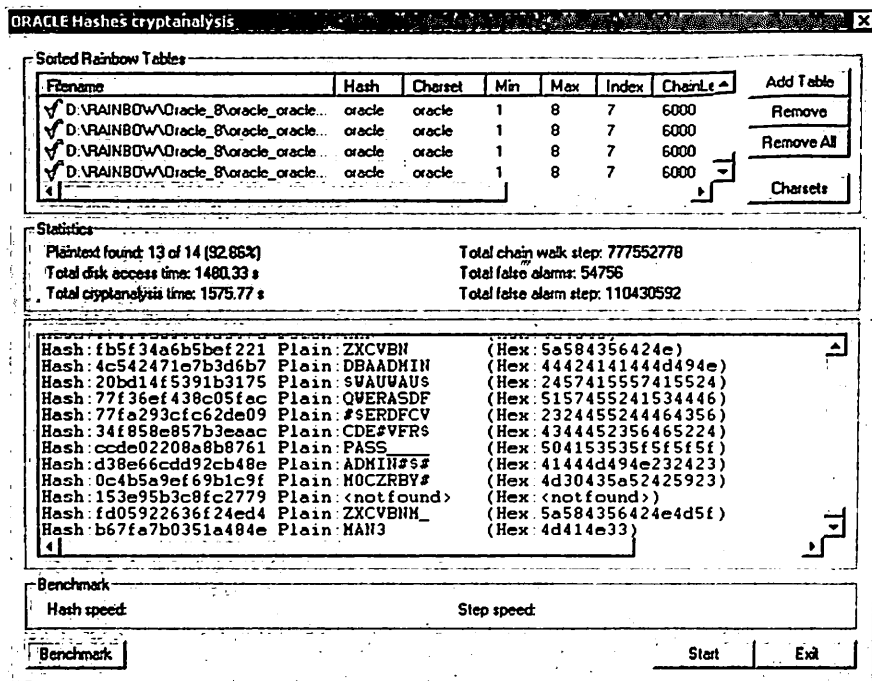 ORACLE Hashes cryptanalysis
Sorted Rainbow Tables
Filename Hash Charset Min Max Index ChainLe
D:\RAINBOW\Oracle_8\oracle_oracle... oracle oracle 1 8 7 6000
D:\RAINBOW\Oracle_8\oracle_oracle... oracle oracle 1 8 7 6000
D:\RAINBOW\Oracle_8\oracle_oracle... oracle oracle 1 8 7 6000
D:\RAINBOW\Oracle_8\oracle_oracle... oracle oracle 1 8 7 6000
Add Table
Remove
Remove All
Charsets
Statistics
Plaintext found: 13 of 14 (92.86%) Total chain walk step: 777552778
Total disk access time: 1480.33 s Total false alarms: 54756
Total cryptanalysis time: 1575.77 s Total false alarm step: 110430592
Hash:fb5f34a6b5bef221 Plain:ZXCVBN (Hex:5a584356424e)
Hash:4c542471e7b3d6b7 Plain:DBAADMIN (Hex:44424141444d494e)
Hash:20bd14f5391b3175 Plain:$WAUWAU$ (Hex:2457415557415524)
Hash:77f36ef438c05fac Plain:QWERASDF (Hex:5157455241534446)
Hash:77fa293cfc62de09 Plain:#$ERDFCV (Hex:2324455244464356)
Hash:34f858e857b3eaac Plain:CDE#VFR$ (Hex:4344452356465224)
Hash:ccde02208a8b8761 Plain:PASS____ (Hex:504153535f5f5f5f)
Hash:d38e66cdd92cb48e Plain:ADMIN#$# (Hex:41444d494e232423)
Hash:0c4b5a9ef69b1c9f Plain:M0CZRBY# (Hex:4d30435a52425923)
Hash:153e95b3c8fc2779 Plain:<notfound> (Hex:<notfound>)
Hash:fd05922636f24ed4 Plain:ZXCVBNM_ (Hex:5a584356424e4d5f)
Hash:b67fa7b0351a484e Plain:MAN3 (Hex:4d414e33)
Benchmark
Hash speed: Step speed:
Benchmark Start Exit